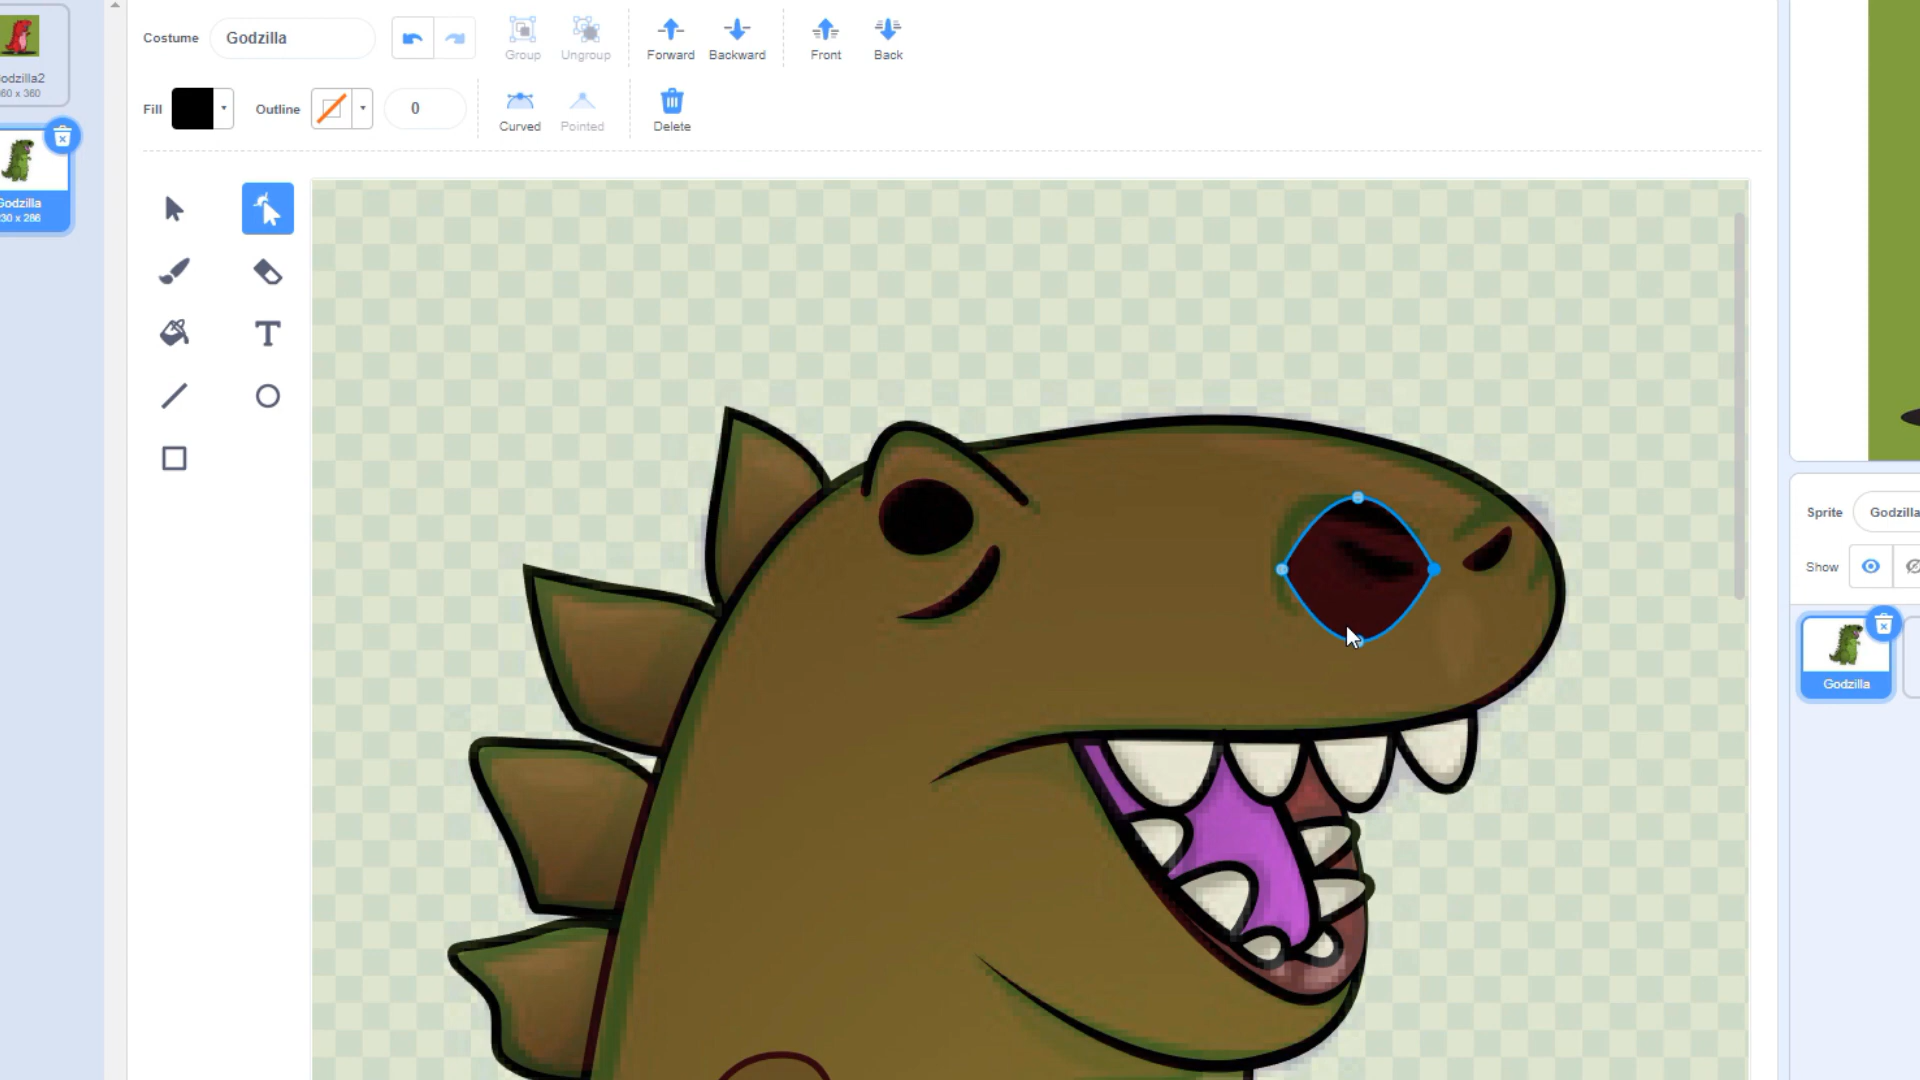 Costume Godzilla
Group Ungroup Forward Backward Front Back
Fill Outline 0
Curved Pointed Delete
odzilla2
60 x 360
Godzilla
30 x 286
Sprite Godzilla
Show
Godzilla